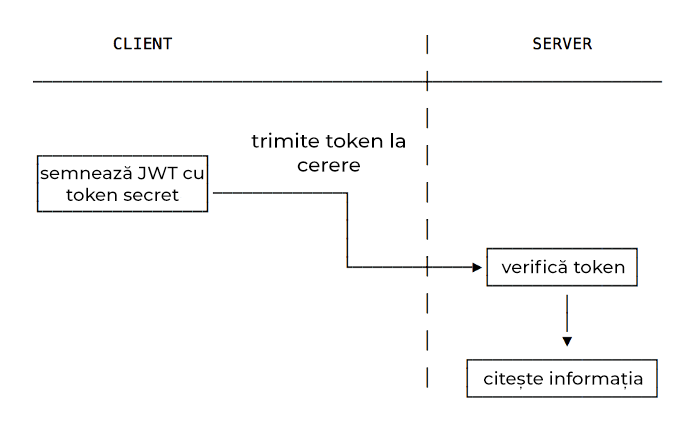 CLIENT
SERVER
trimite token la
cerere
semnează JWT cu
token secret
verifică token
citește informația